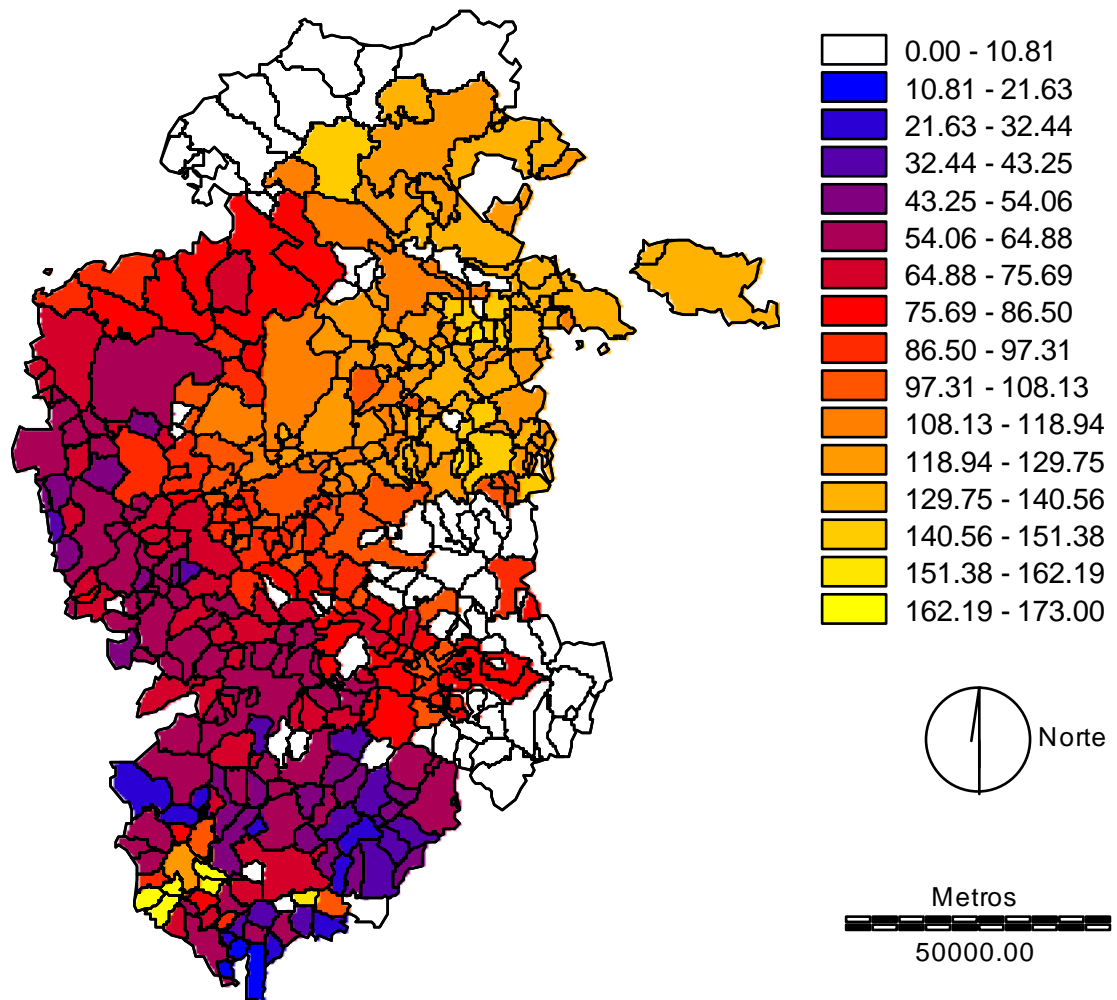 0.00 - 10.81
10.81 - 21.63
21.63 - 32.44
32.44 - 43.25
43.25 - 54.06
54.06 - 64.88
64.88 - 75.69
75.69 - 86.50
86.50 - 97.31
97.31 - 108.13
108.13 - 118.94
118.94 - 129.75
129.75 - 140.56
140.56 - 151.38
151.38 - 162.19
162.19 - 173.00
Norte
Metros
50000.00